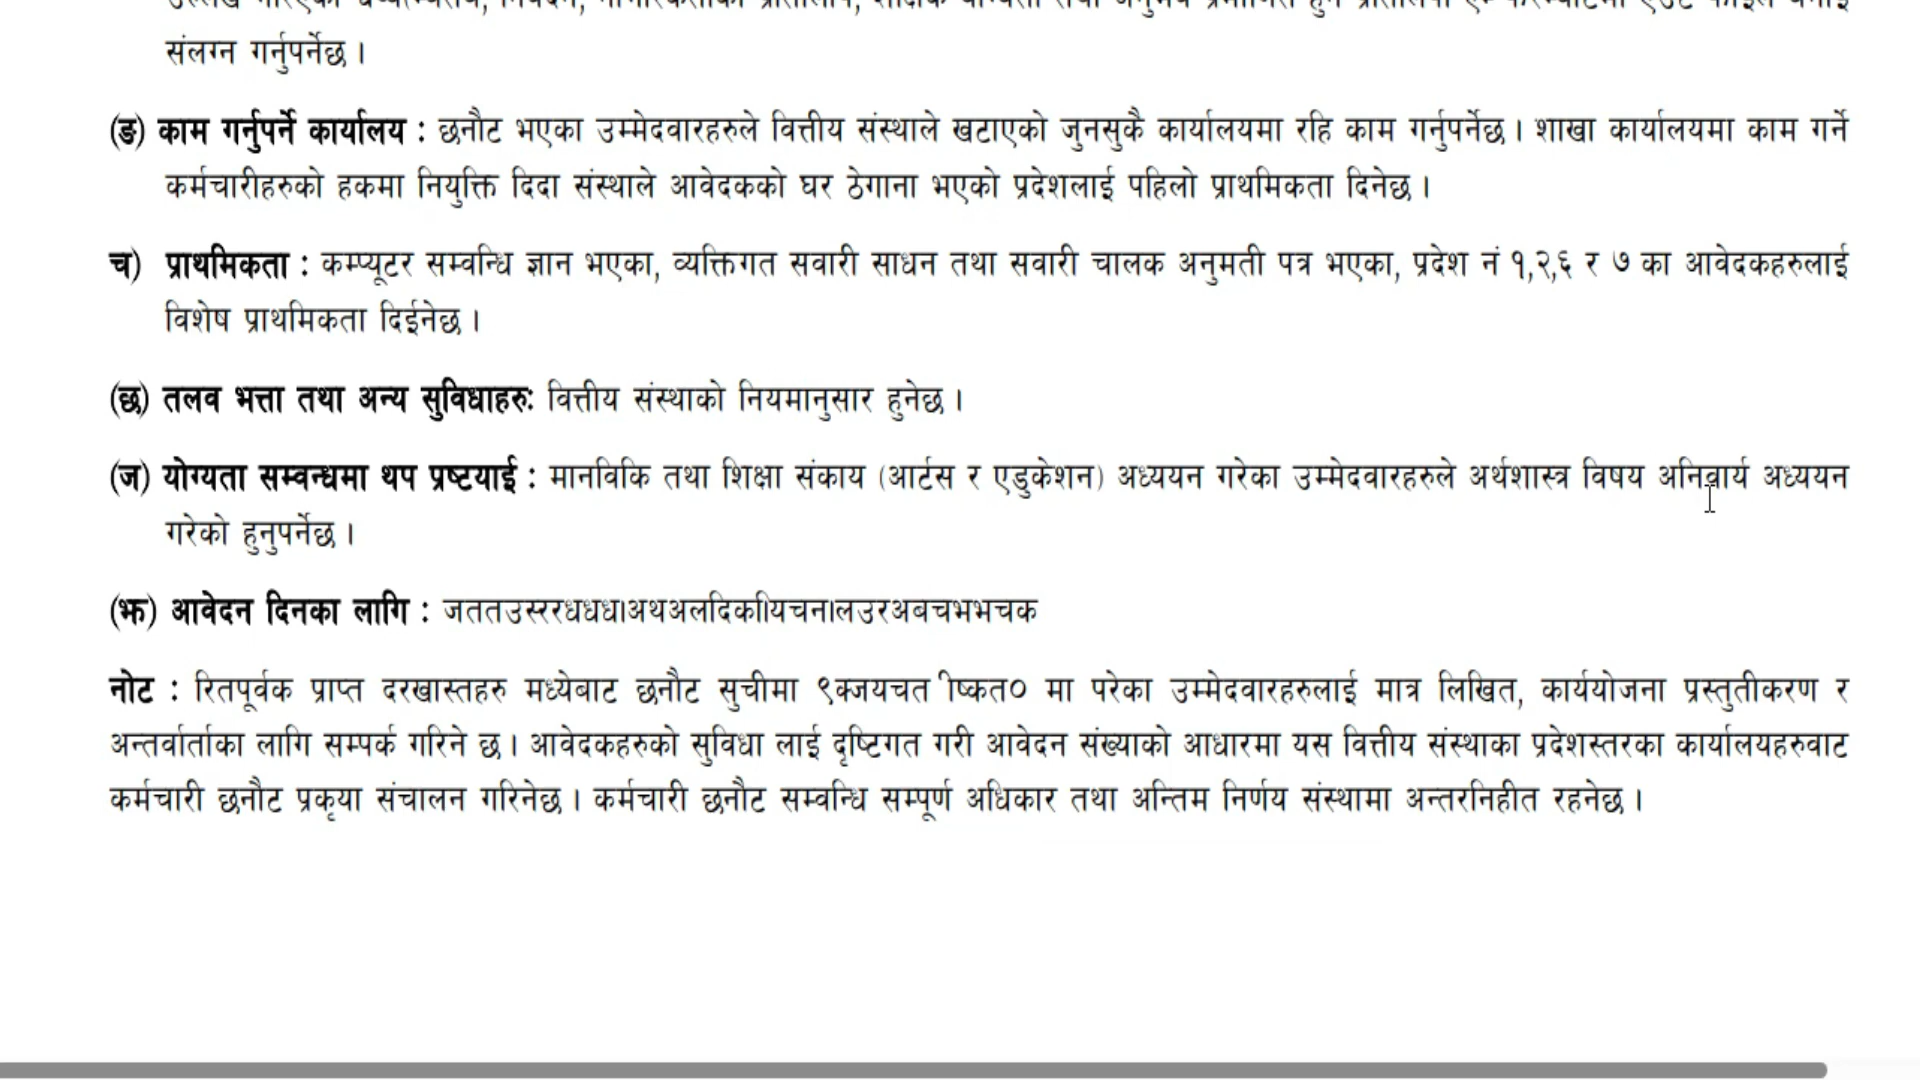 संलग्न गर्नुपर्नेछ ।
(ङ) काम गर्नुपर्ने कार्यालय : छनौट भएका उम्मेदवारहरुले वित्तीय संस्थाले खटाएको जुनसुकै कार्यालयमा रहि काम गर्नुपर्नेछ । शाखा कार्यालयमा काम गर्ने
कर्मचारीहरुको हकमा नियुक्ति दिदा संस्थाले आवेदकको घर ठेगाना भएको प्रदेशलाई पहिलो प्राथमिकता दिनेछ ।
च) प्राथमिकता : कम्प्यूटर सम्वन्धि ज्ञान भएका, व्यक्तिगत सवारी साधन तथा सवारी चालक अनुमती पत्र भएका, प्रदेश नं १,२,६ र ७ का आवेदकहरुलाई
विशेष प्राथमिकता दिईनेछ ।
(छ) तलव भत्ता तथा अन्य सुविधाहरुः वित्तीय संस्थाको नियमानुसार हुनेछ ।
(ज) योग्यता सम्वन्धमा थप प्रष्टयाई : मानविकि तथा शिक्षा संकाय (आर्टस र एडुकेशन) अध्ययन गरेका उम्मेदवारहरुले अर्थशास्त्र विषय अनिवार्य अध्ययन
गरेको हुनुपर्नेछ ।
(झ) आवेदन दिनका लागि : जततउस्ररधधध।अथअलदिकीयिचन।लउरअबचभभचक
नोट : रितपूर्वक प्राप्त दरखास्तहरु मध्येबाट छनौट सुचीमा ९क्जयचत ीष्कत० मा परेका उम्मेदवारहरुलाई मात्र लिखित, कार्ययोजना प्रस्तुतीकरण र
अन्तर्वार्ताका लागि सम्पर्क गरिने छ । आवेदकहरुको सुविधा लाई दृष्टिगत गरी आवेदन संख्याको आधारमा यस वित्तीय संस्थाका प्रदेशस्तरका कार्यालयहरुवाट
कर्मचारी छनौट प्रकृया संचालन गरिनेछ । कर्मचारी छनौट सम्वन्धि सम्पूर्ण अधिकार तथा अन्तिम निर्णय संस्थामा अन्तरनिहीत रहनेछ ।